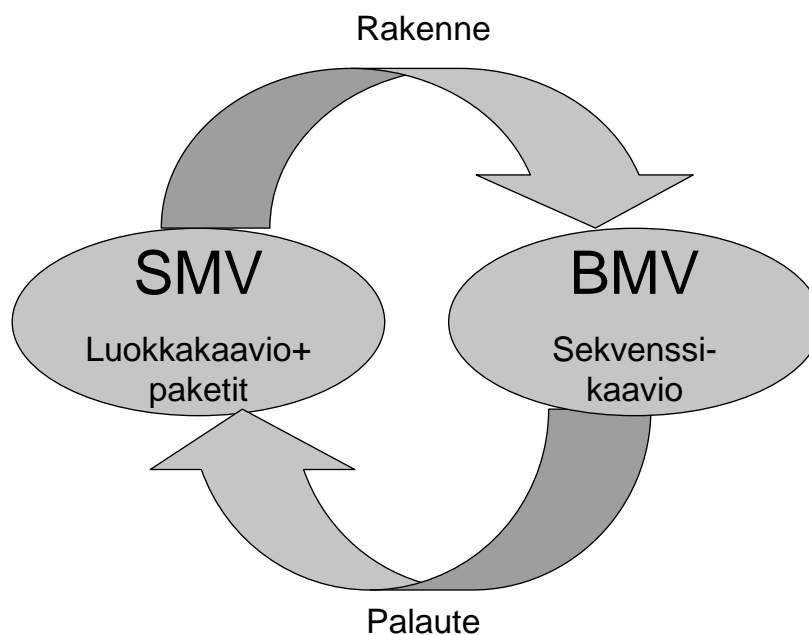 Rakenne
SMV
Luokkakaavio+
paketit
BMV
Sekvenssi-
kaavio
Palaute